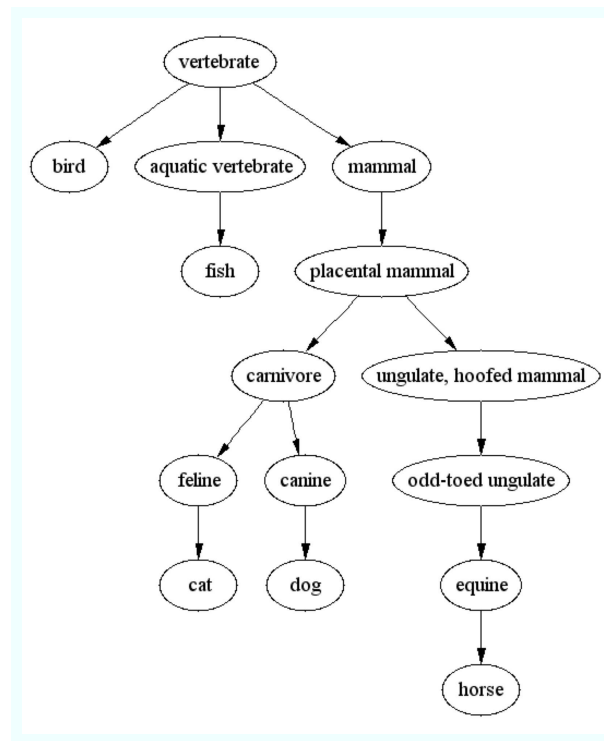 vertebrate
bird
aquatic vertebrate
mammal
fish
placental mammal
carnivore
ungulate, hoofed mammal
feline
canine
odd-toed ungulate
cat
dog
equine
horse